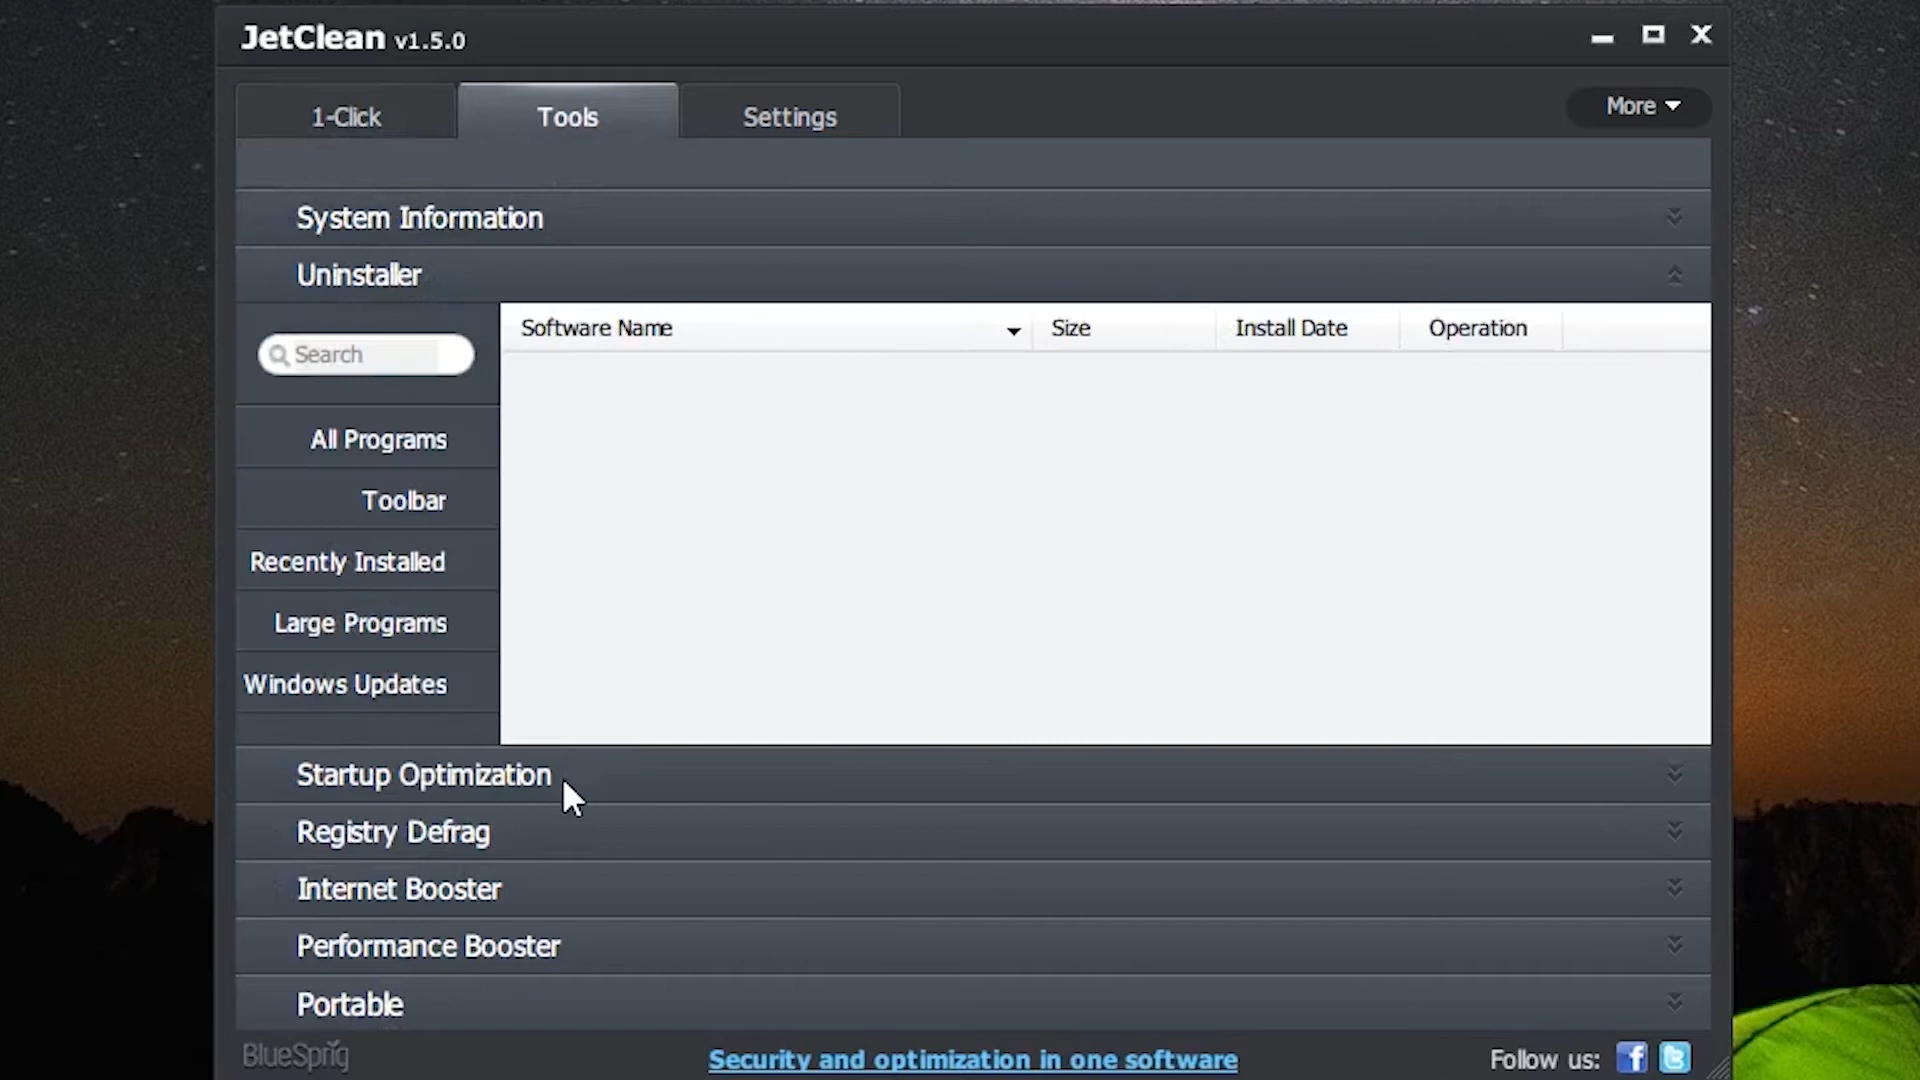 JetClean v1.5.0
1-Click
Tools
Settings
More
System Information
Uninstaller
Search
Software Name
Size
Install Date
Operation
All Programs
Toolbar
Recently Installed
Large Programs
Windows Updates
Startup Optimization
Registry Defrag
Internet Booster
Performance Booster
Portable
BlueSprig
Security and optimization in one software
Follow us: